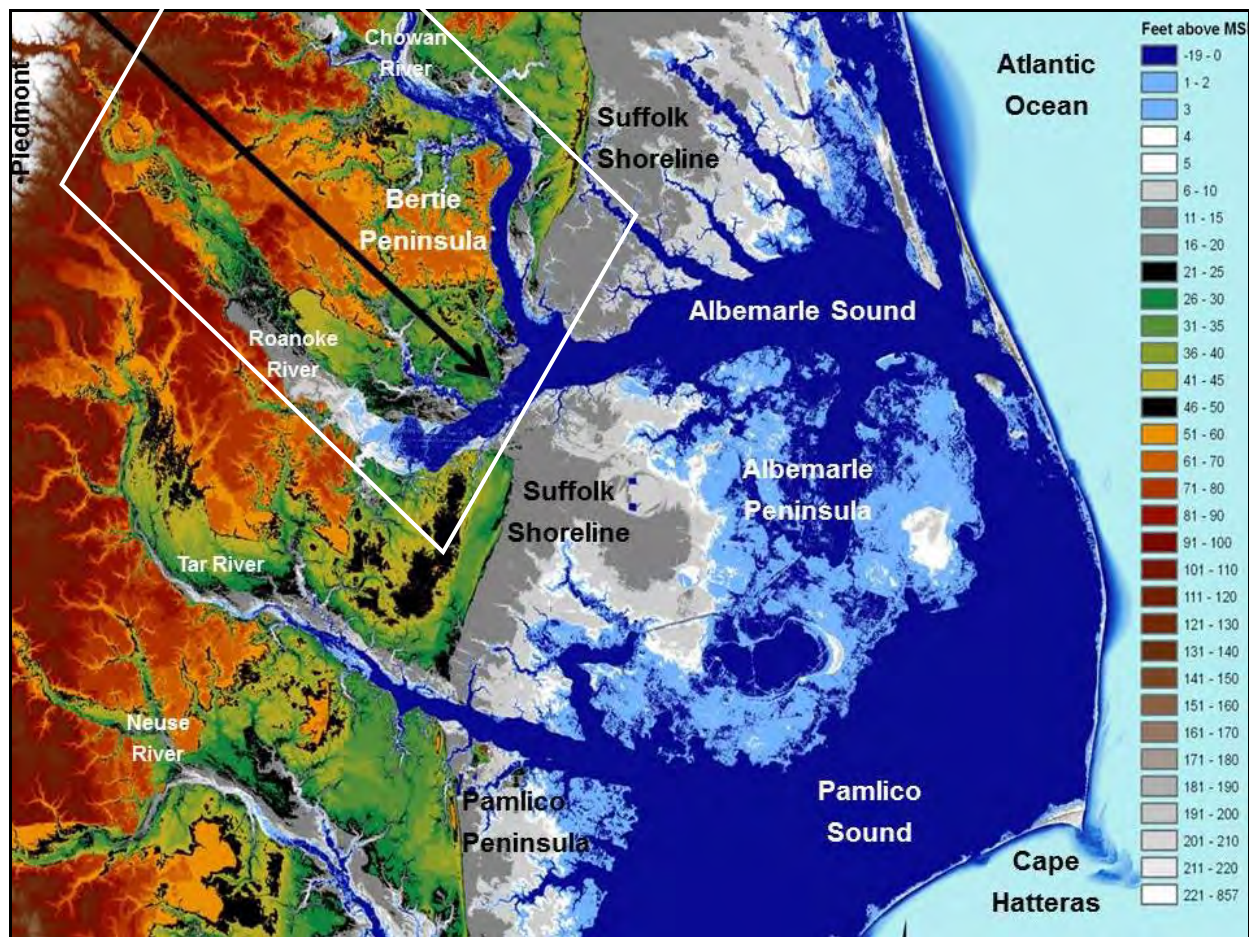 Feet above MS
-19 - 0
1 - 2
3
4
5
6 - 10
11 - 15
16 - 20
21 - 25
26 - 30
31 - 35
36 - 40
41 - 45
46 - 50
51 - 60
61 - 70
71 - 80
81 - 90
91 - 100
101 - 110
111 - 120
121 - 130
131 - 140
141 - 150
151 - 160
161 - 170
171 - 180
181 - 190
191 - 200
201 - 210
211 - 220
221 - 857
Piedmont
Chowan
River
Atlantic
Ocean
Suffolk
Shoreline
Bertie
Peninsula
Albemarle Sound
Roanoke
River
Albemarle
Peninsula
Suffolk
Shoreline
Tar River
Neuse
River
Pamlico
Peninsula
Pamlico
Sound
Cape
Hatteras